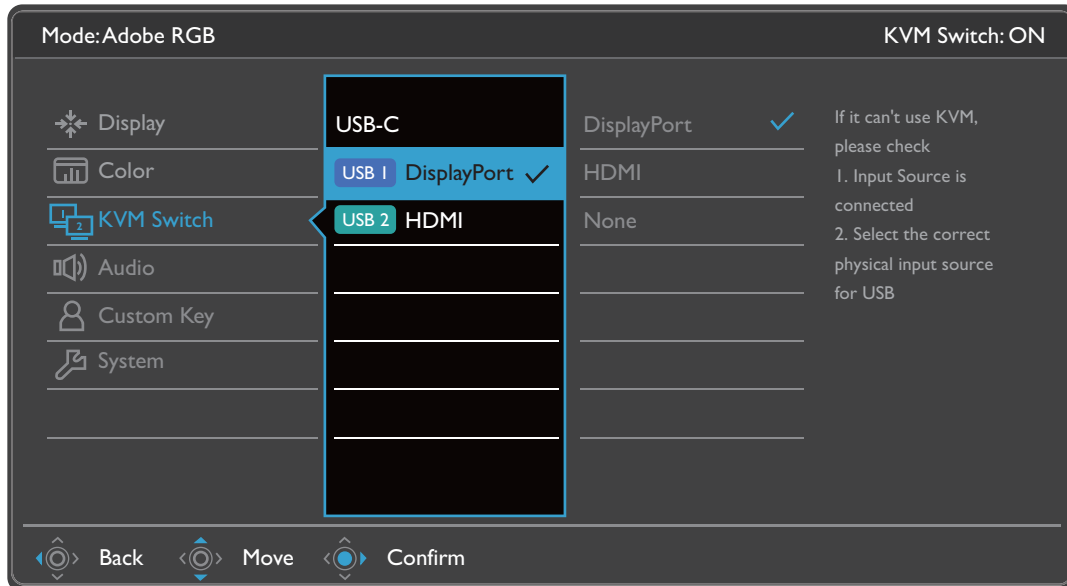 Mode: Adobe RGB
KVM Switch: ON
Display
Color
1 2 KVM Switch
Audio
Custom Key
System
USB-C
USB 1 DisplayPort
USB 2 HDMI
DisplayPort
HDMI
None
If it can't use KVM,
please check
1. Input Source is
connected
2. Select the correct
physical input source
for USB
Back Move Confirm